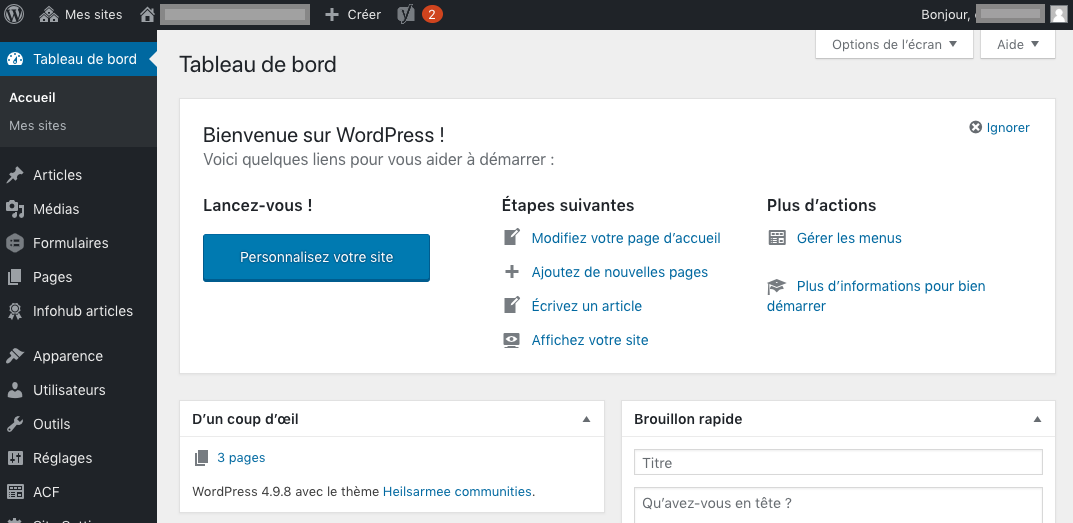 Mes sites
Créer
2
Bonjour,
Tableau de bord
Accueil
Mes sites
Articles
Médias
Formulaires
Pages
Infohub articles
Apparence
Utilisateurs
Outils
Réglages
ACF
Options de l’écran ▼
Aide ▼
Tableau de bord
Bienvenue sur WordPress !
Ignorer
Voici quelques liens pour vous aider à démarrer :
Lancez-vous !
Personnalisez votre site
Étapes suivantes
Modifiez votre page d’accueil
Ajoutez de nouvelles pages
Écrivez un article
Affichez votre site
Plus d’actions
Gérer les menus
Plus d’informations pour bien
démarrer
D’un coup d’œil
3 pages
WordPress 4.9.8 avec le thème Heilsarmee communities.
Brouillon rapide
Titre
Qu’avez-vous en tête ?